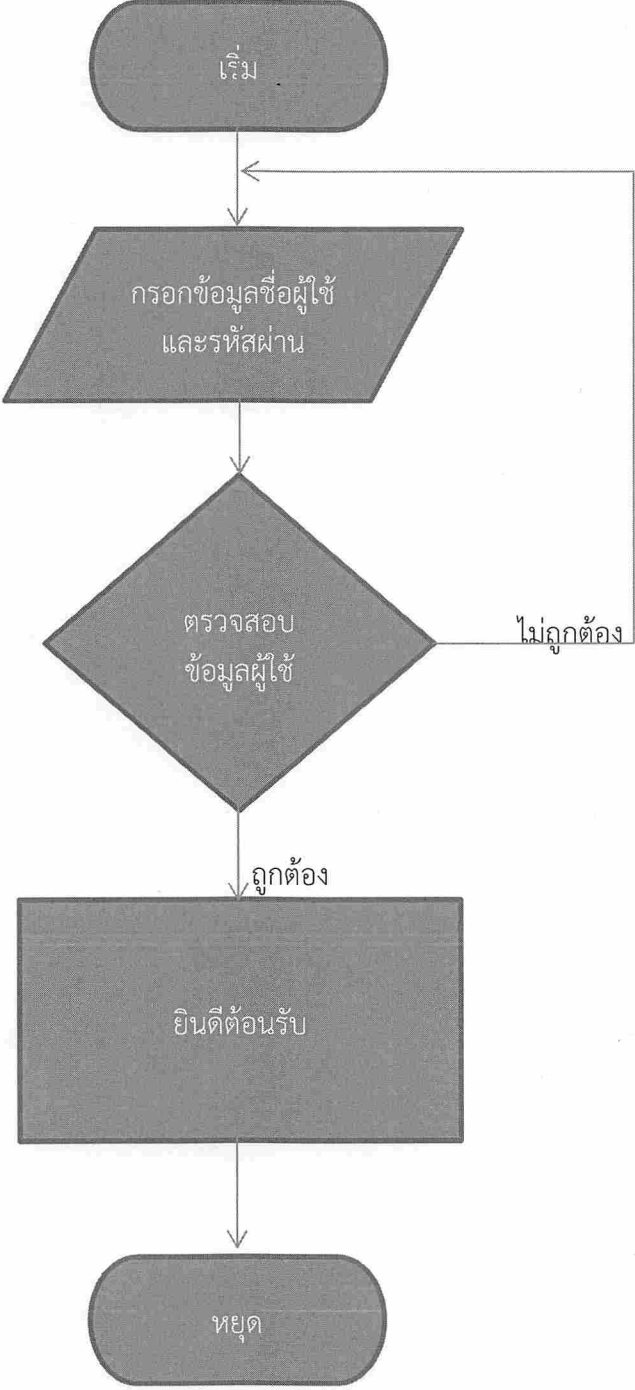 เริ่ม
กรอกข้อมูลชื่อผู้ใช้
และรหัสผ่าน
ตรวจสอบ
ข้อมูลผู้ใช้
ไม่ถูกต้อง
ถูกต้อง
ยินดีต้อนรับ
หยุด